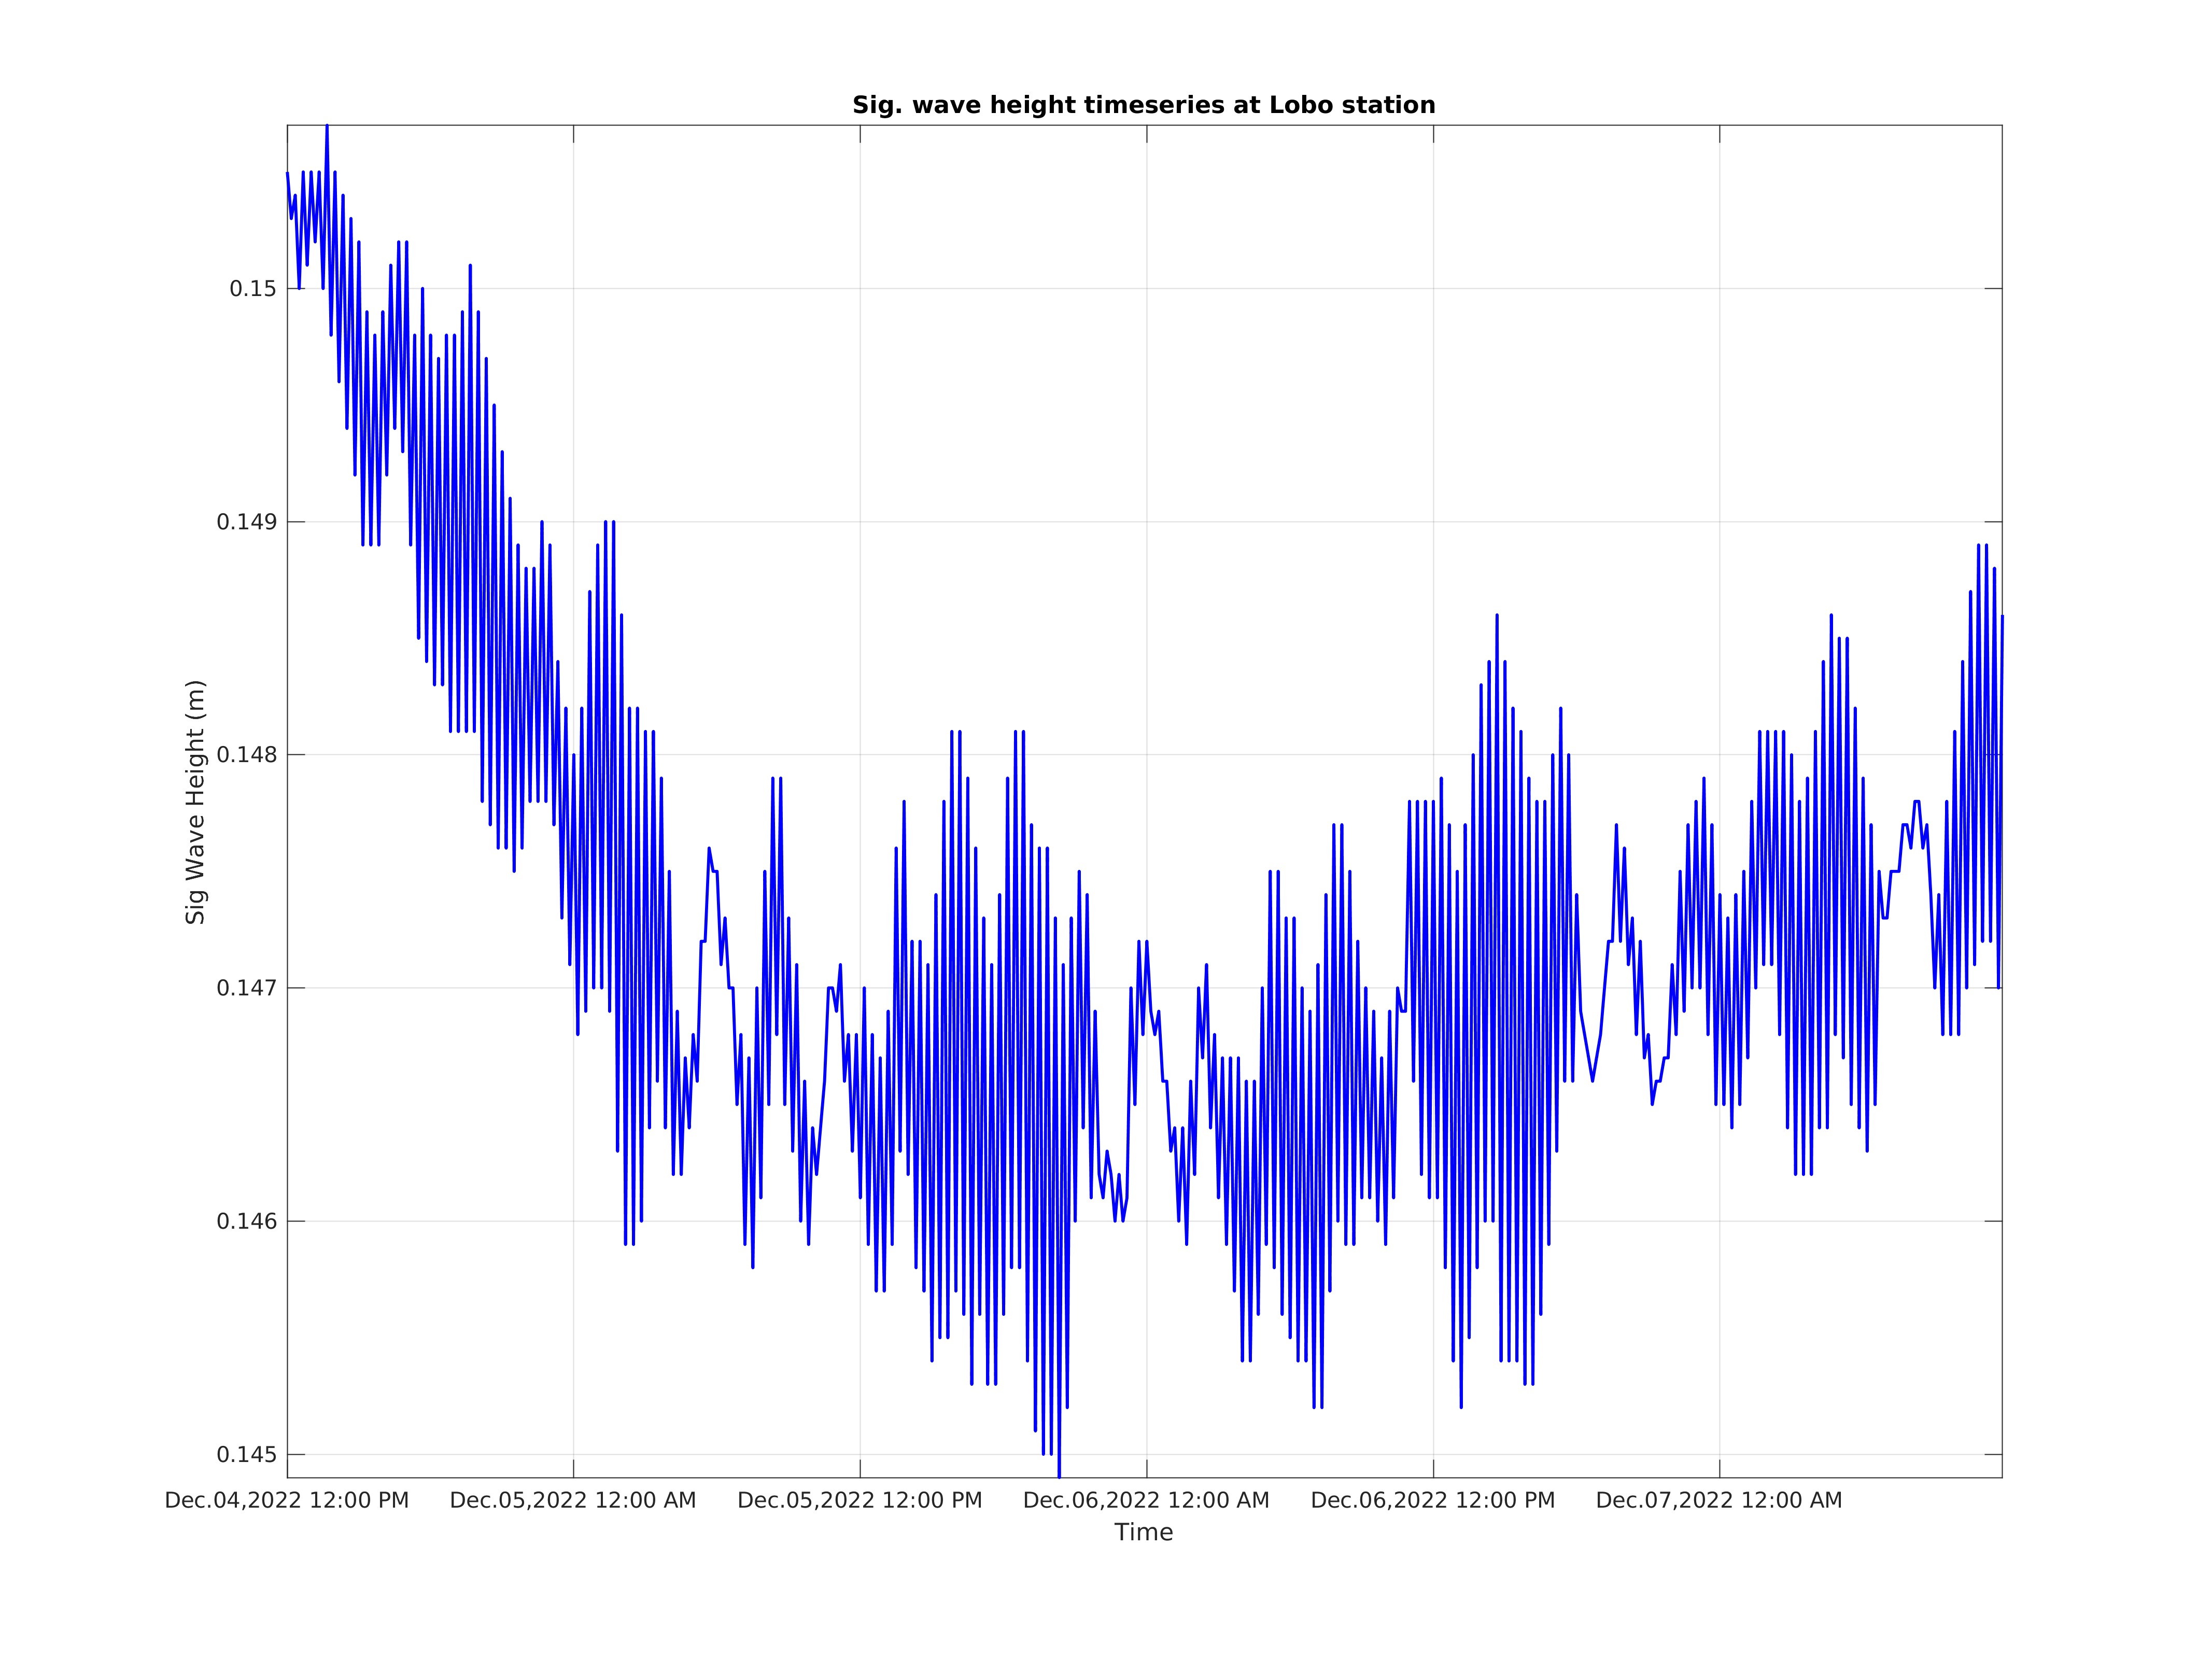 Sig. wave height timeseries at Lobo station
0.15
0.149
0.148
0.147
0.146
0.145
Sig Wave Height (m)
Dec.04,2022 12:00 PM Dec.05,2022 12:00 AM Dec.05,2022 12:00 PM Dec.06,2022 12:00 AM Dec.06,2022 12:00 PM Dec.07,2022 12:00 AM
Time